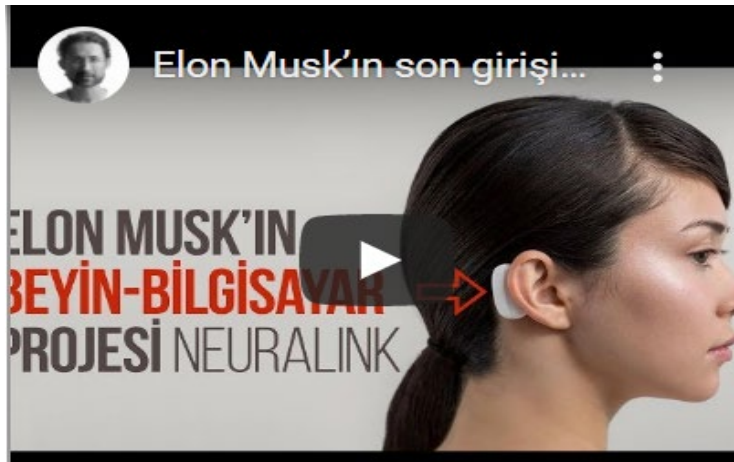 Elon Musk’ın son girişi...
ELON MUSK’IN
BEYİN-BİLGİSAYAR
PROJESİ NEURALINK